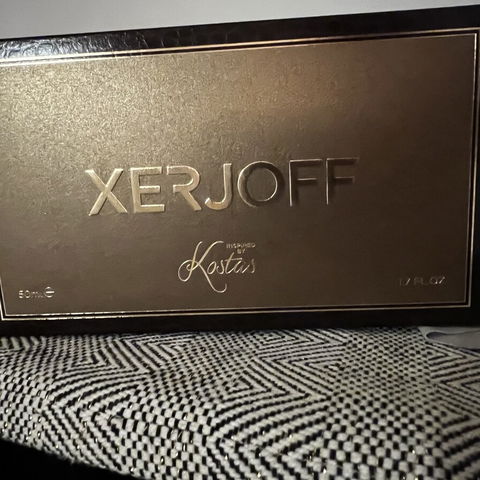 XERJOFF
INSPIRED
BY
Kostas
50ml ℮
1.7 FL.OZ